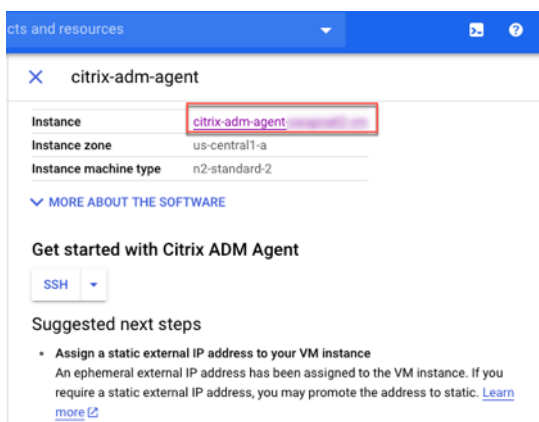 cts and resources
citrix-adm-agent
Instance citrix-adm-agent-
Instance zone us-central1-a
Instance machine type n2-standard-2
MORE ABOUT THE SOFTWARE
Get started with Citrix ADM Agent
SSH
Suggested next steps
• Assign a static external IP address to your VM instance
An ephemeral external IP address has been assigned to the VM instance. If you
require a static external IP address, you may promote the address to static. Learn
more